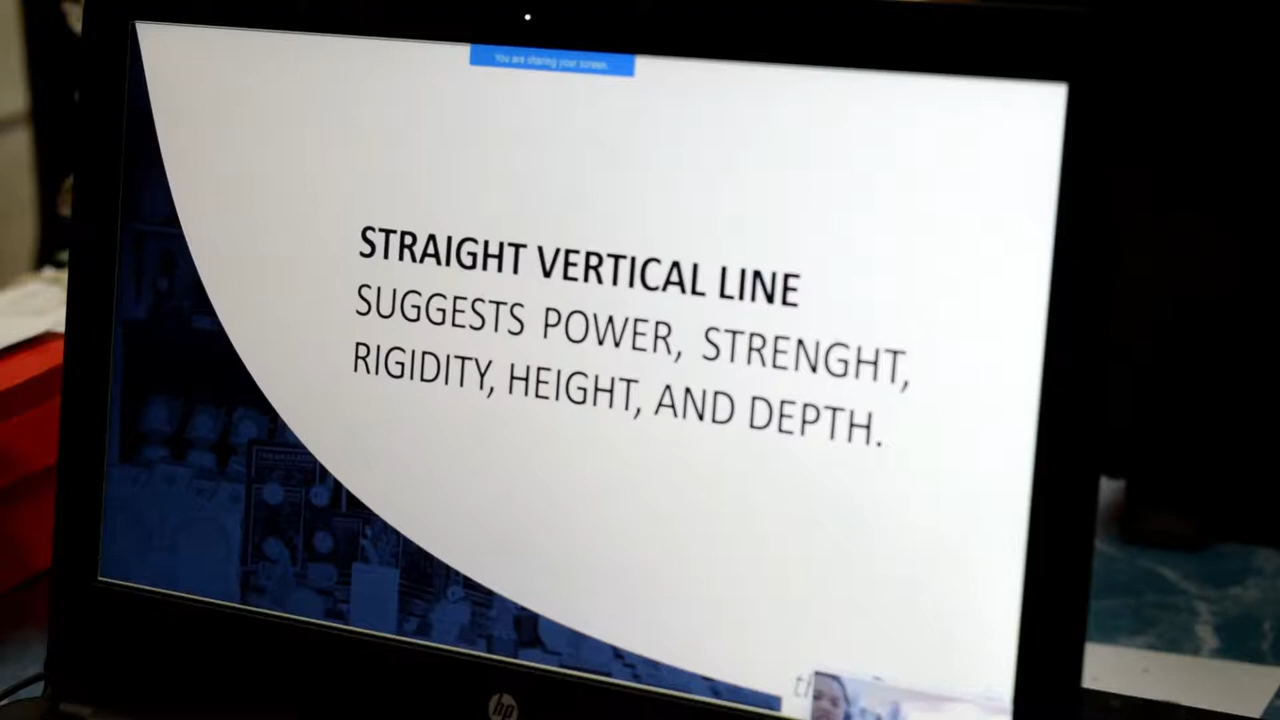 You are sharing your screen.
STRAIGHT VERTICAL LINE
SUGGESTS POWER, STRENGHT,
RIGIDITY, HEIGHT, AND DEPTH.
hp